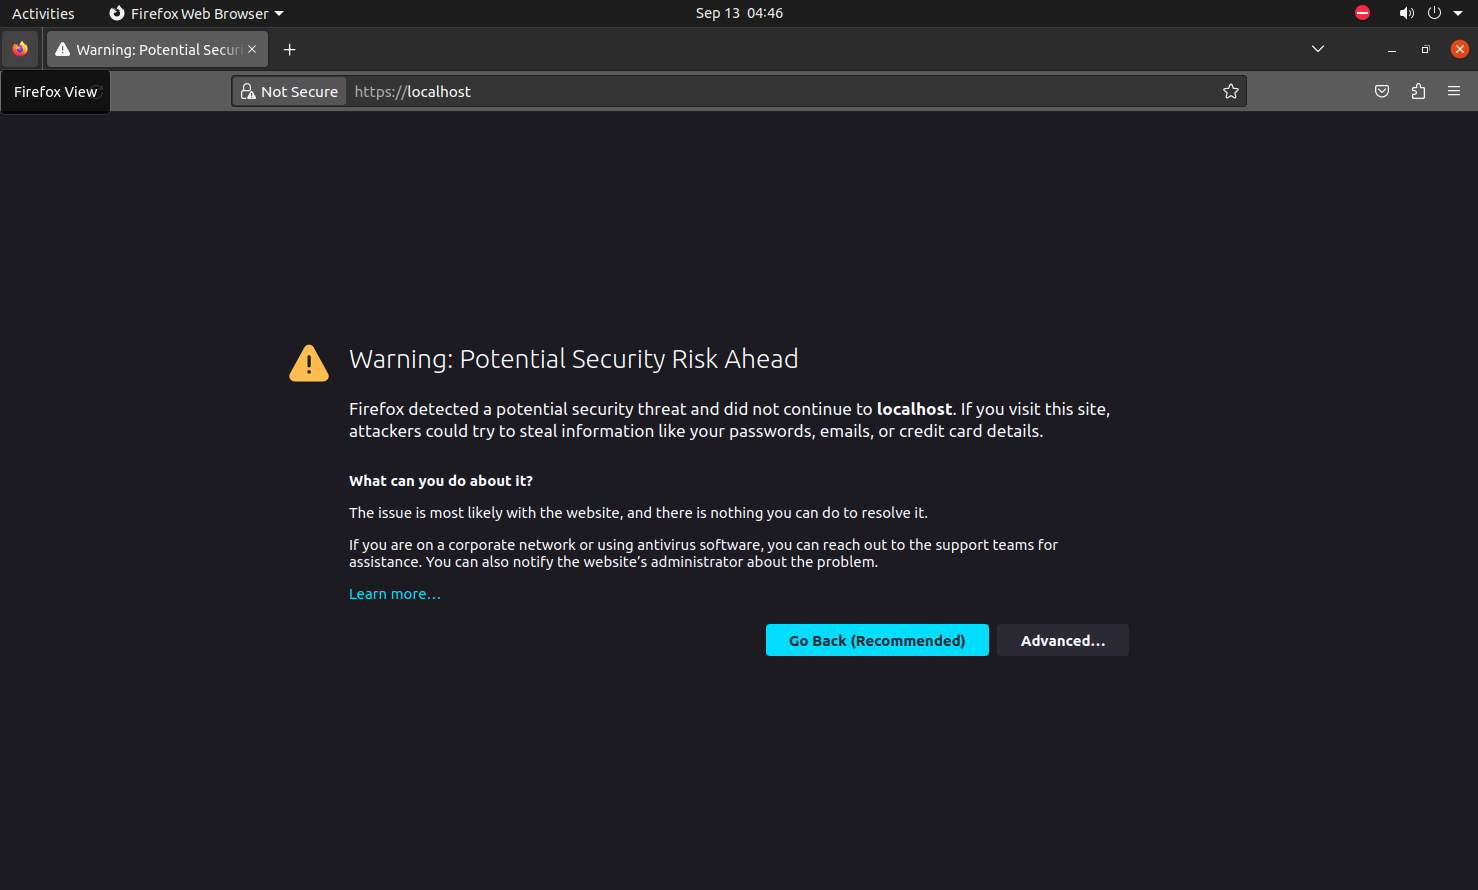 Activities
Firefox Web Browser
Sep 13 04:46
Warning: Potential Securi
Firefox View
Not Secure
https://localhost
Warning: Potential Security Risk Ahead
Firefox detected a potential security threat and did not continue to localhost. If you visit this site,
attackers could try to steal information like your passwords, emails, or credit card details.
What can you do about it?
The issue is most likely with the website, and there is nothing you can do to resolve it.
If you are on a corporate network or using antivirus software, you can reach out to the support teams for
assistance. You can also notify the website’s administrator about the problem.
Learn more…
Go Back (Recommended)
Advanced…